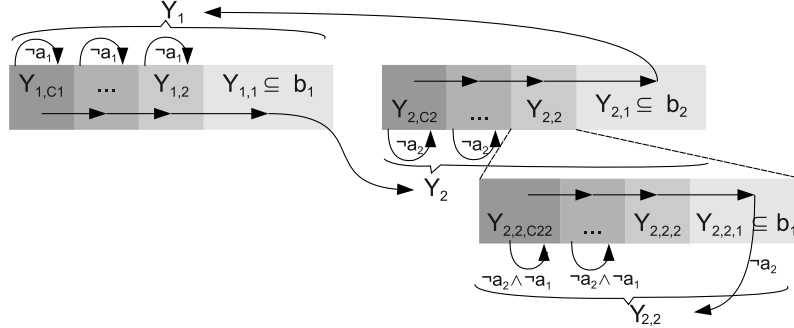 Y1
¬a1 ¬a1 ¬a1
Y1,C1 ... Y1,2 Y1,1 ⊆ b1
Y2,C2 ... Y2,2 Y2,1 ⊆ b2
¬a2 ¬a2
Y2
Y2,2,C22 ... Y2,2,2 Y2,2,1 ⊆ b1
¬a2
¬a2∧¬a1 ¬a2∧¬a1
Y2,2